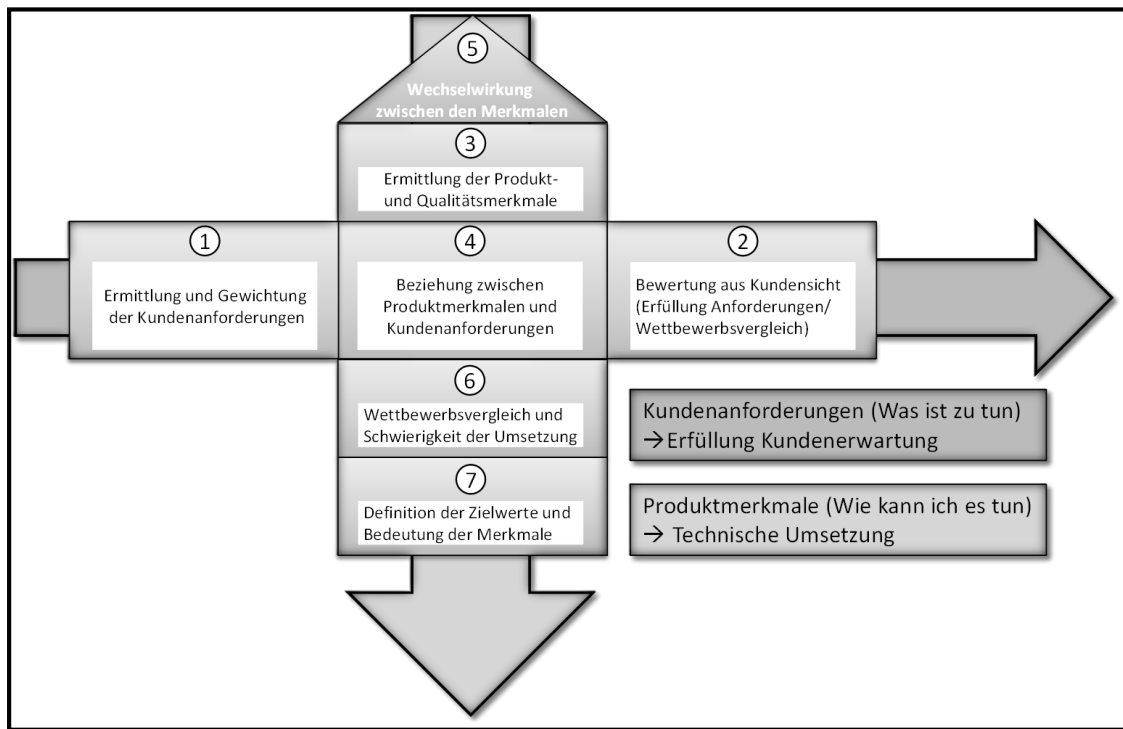 ⑤
Wechselwirkung
zwischen den Merkmalen
③
Ermittlung der Produkt-
und Qualitätsmerkmale
①
Ermittlung und Gewichtung
der Kundenanforderungen
④
Beziehung zwischen
Produktmerkmalen und
Kundenanforderungen
②
Bewertung aus Kundensicht
(Erfüllung Anforderungen/
Wettbewerbsvergleich)
⑥
Wettbewerbsvergleich und
Schwierigkeit der Umsetzung
⑦
Definition der Zielwerte und
Bedeutung der Merkmale
Kundenanforderungen (Was ist zu tun)
→ Erfüllung Kundenerwartung
Produktmerkmale (Wie kann ich es tun)
→ Technische Umsetzung